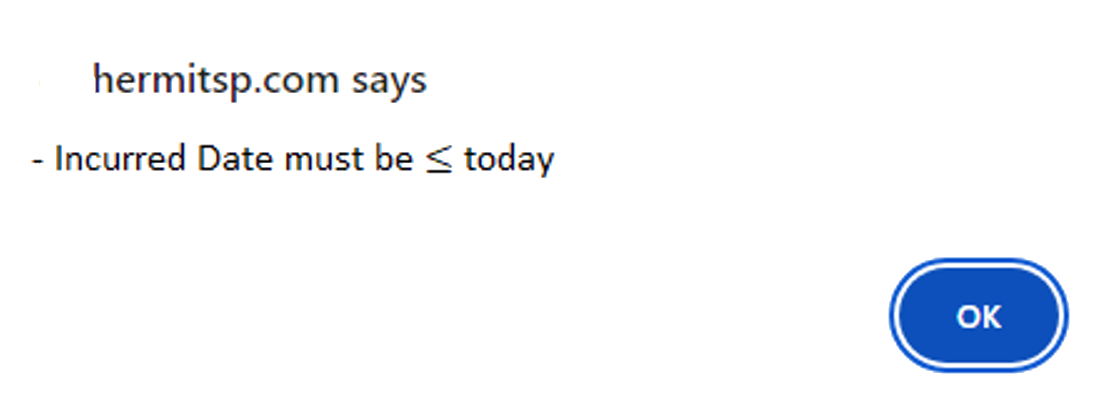 hermitsp.com says
- Incurred Date must be ≤ today
OK